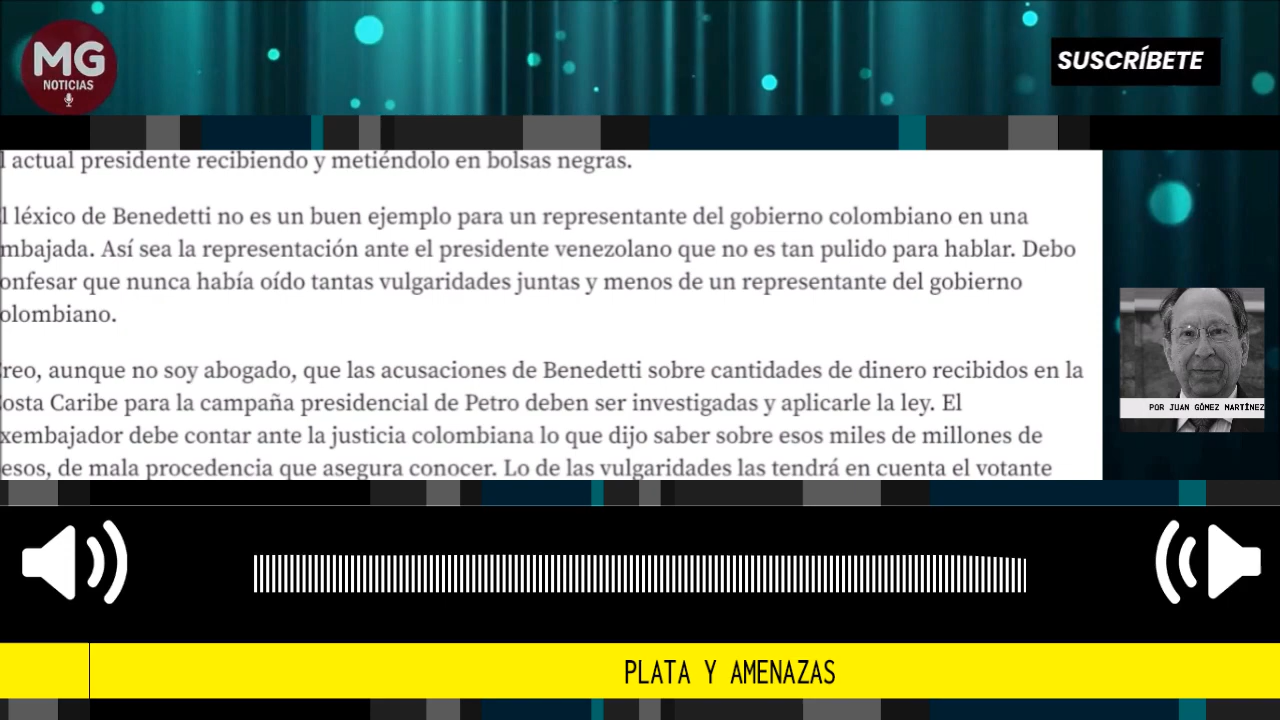 MG
NOTICIAS
SUSCRÍBETE
l actual presidente recibiendo y metiéndolo en bolsas negras.
l léxico de Benedetti no es un buen ejemplo para un representante del gobierno colombiano en una
mbajada. Así sea la representación ante el presidente venezolano que no es tan pulido para hablar. Debo
onfesar que nunca había oído tantas vulgaridades juntas y menos de un representante del gobierno
olombiano.
reo, aunque no soy abogado, que las acusaciones de Benedetti sobre cantidades de dinero recibidos en la
osta Caribe para la campaña presidencial de Petro deben ser investigadas y aplicarle la ley. El
xembajador debe contar ante la justicia colombiana lo que dijo saber sobre esos miles de millones de
esos, de mala procedencia que asegura conocer. Lo de las vulgaridades las tendrá en cuenta el votante
POR JUAN GÓMEZ MARTÍNEZ
PLATA Y AMENAZAS